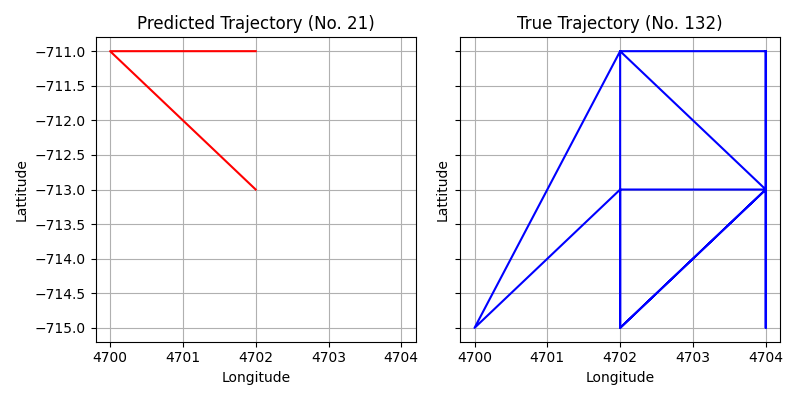 Predicted Trajectory (No. 21)
−711.0
−711.5
−712.0
−712.5
−713.0
−713.5
−714.0
−714.5
−715.0
Lattitude
4700 4701 4702 4703 4704
Longitude
True Trajectory (No. 132)
Lattitude
4700 4701 4702 4703 4704
Longitude